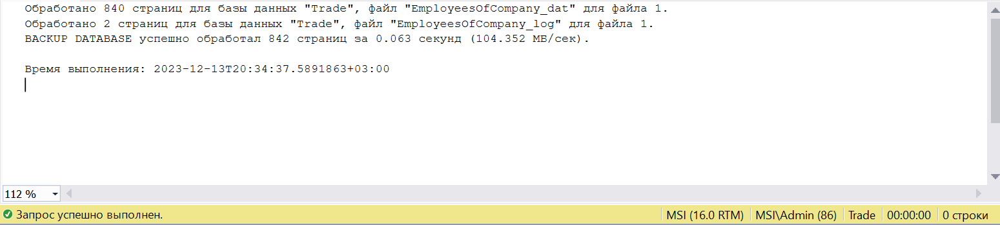 Обработано 840 страниц для базы данных "Trade", файл "EmployeesOfCompany_dat" для файла 1.
Обработано 2 страниц для базы данных "Trade", файл "EmployeesOfCompany_log" для файла 1.
BACKUP DATABASE успешно обработал 842 страниц за 0.063 секунд (104.352 MБ/сек).
Время выполнения: 2023-12-13T20:34:37.5891863+03:00
112 %
Запрос успешно выполнен. MSI (16.0 RTM) MSI\Admin (86) Trade 00:00:00 0 строки